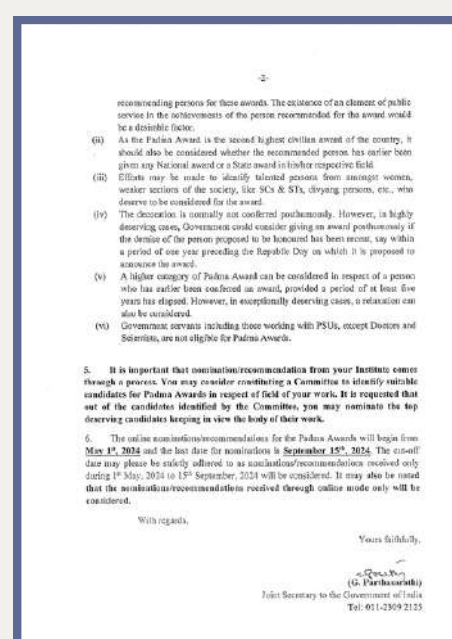 -2-
recommending persons for these awards. The existence of an element of public
service in the achievements of the person recommended for the award would
be a desirable factor.
(ii) As the Padma Award is the second highest civilian award of the country, it
should also be considered whether the recommended person has earlier been
given any National award or a State award in his/her respective field.
(iii) Efforts may be made to identify talented persons from amongst women,
weaker sections of the society, like SCs & STs, divyang persons, etc., who
deserve to be considered for the award.
(iv) The decoration is normally not conferred posthumously. However, in highly
deserving cases, Government could consider giving an award posthumously if
the demise of the person proposed to be honoured has been recent, say within
a period of one year preceding the Republic Day on which it is proposed to
announce the award.
(v) A higher category of Padma Award can be considered in respect of a person
who has earlier been conferred an award, provided a period of at least five
years has elapsed. However, in exceptionally deserving cases, a relaxation can
also be considered.
(vi) Government servants including those working with PSUs, except Doctors and
Scientists, are not eligible for Padma Awards.
5. It is important that nomination/recommendation from your Institute comes
through a process. You may consider constituting a Committee to identify suitable
candidates for Padma Awards in respect of field of your work. It is requested that
out of the candidates identified by the Committee, you may nominate the top
deserving candidates keeping in view the body of their work.
6. The online nominations/recommendations for the Padma Awards will begin from
May 1st, 2024 and the last date for nominations is September 15th, 2024. The cut-off
date may please be strictly adhered to as nominations/recommendations received only
during 1st May, 2024 to 15th September, 2024 will be considered. It may also be noted
that the nominations/recommendations received through online mode only will be
considered.
With regards,
Yours faithfully,
(G. Parthasarathi)
Joint Secretary to the Government of India
Tel: 011-2309 2125